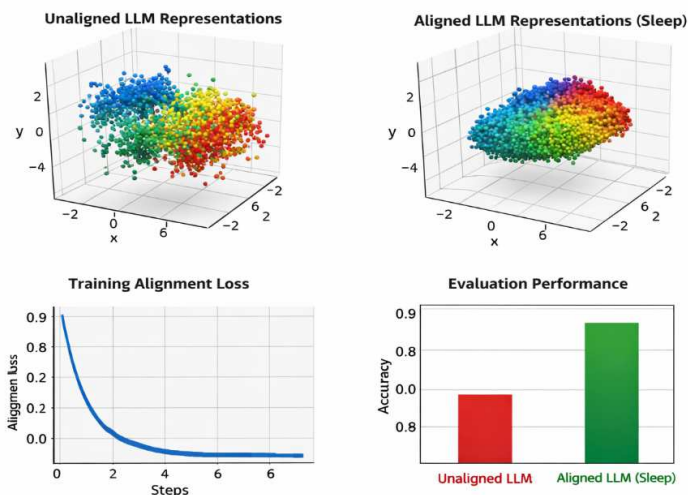 Unaligned LLM Representations
2
y 0
−4
−2
0
6
x
−2
6
2
−2
Aligned LLM Representations (Sleep)
2
y 0
−4
−2
0
6
x
−2
6
2
−2
Training Alignment Loss
0.9
0.8
0.2
0.2
0.0
Aliggmen loss
0 2 4 6 6
Steps
Evaluation Performance
0.9
0.8
0.0
0.8
Accuracy
Unaligned LLM Aligned LLM (Sleep)